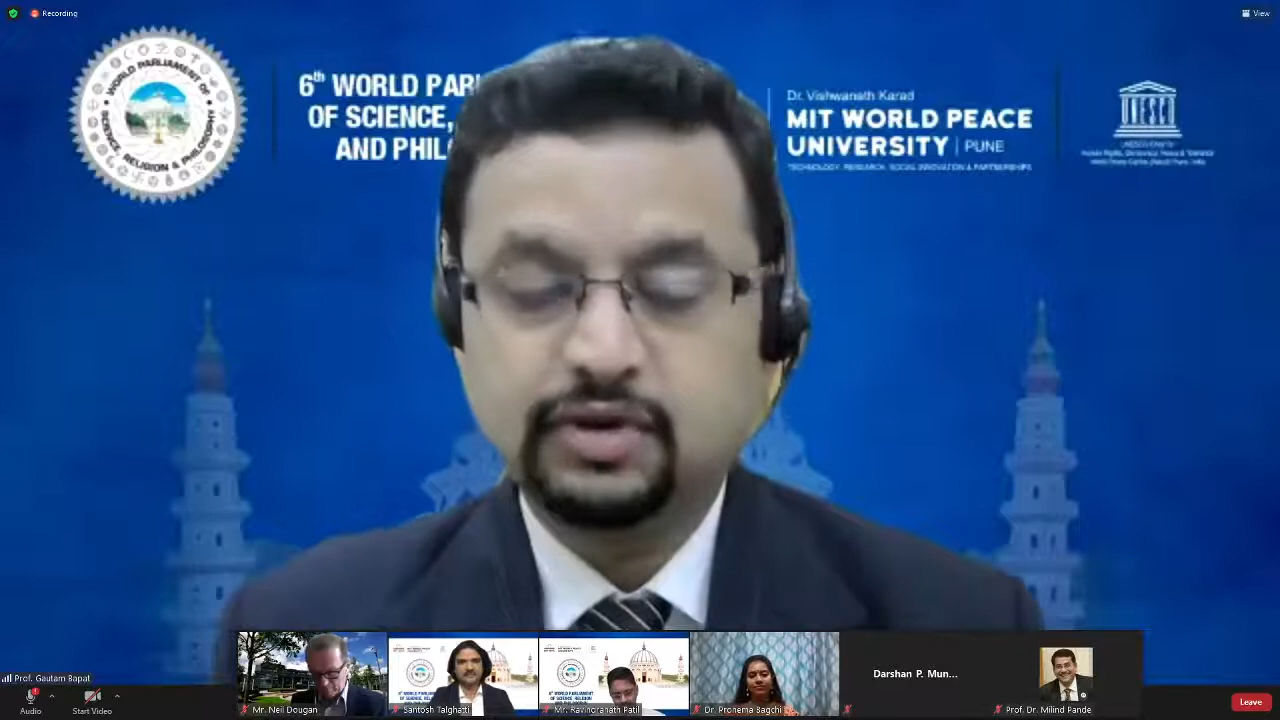 Recording
View
WORLD PARLIAMENT OF
SCIENCE, RELIGION & PHILOSOPHY
6th WORLD PAR
OF SCIENCE,
AND PHIL
Dr. Vishwanath Karad
MIT WORLD PEACE
UNIVERSITY | PUNE
TECHNOLOGY, RESEARCH, SOCIAL INNOVATION & PARTNERSHIPS
Prof. Gautam Bapat
Mr. Neil Dougan
Santosh Talghatti
Mr. Ravindranath Patil
Dr. Pronema Bagchi
Darshan P. Mun...
Prof. Dr. Milind Pande
Audio
Start Video
Leave